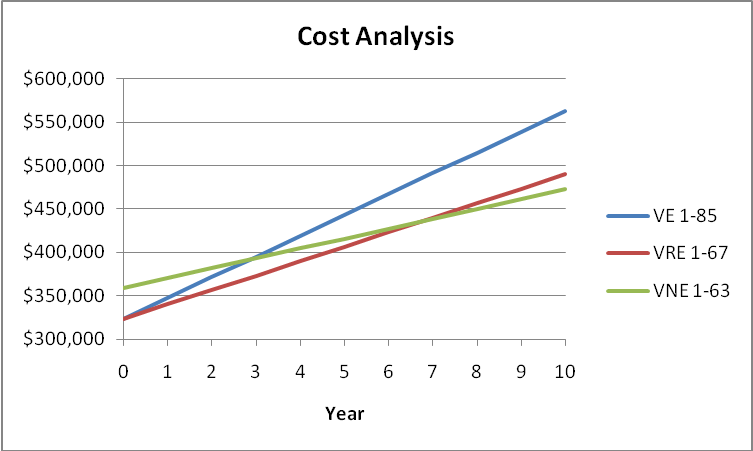 Cost Analysis
$600,000
$550,000
$500,000
$450,000
$400,000
$350,000
$300,000
0 1 2 3 4 5 6 7 8 9 10
Year
VE 1-85
VRE 1-67
VNE 1-63